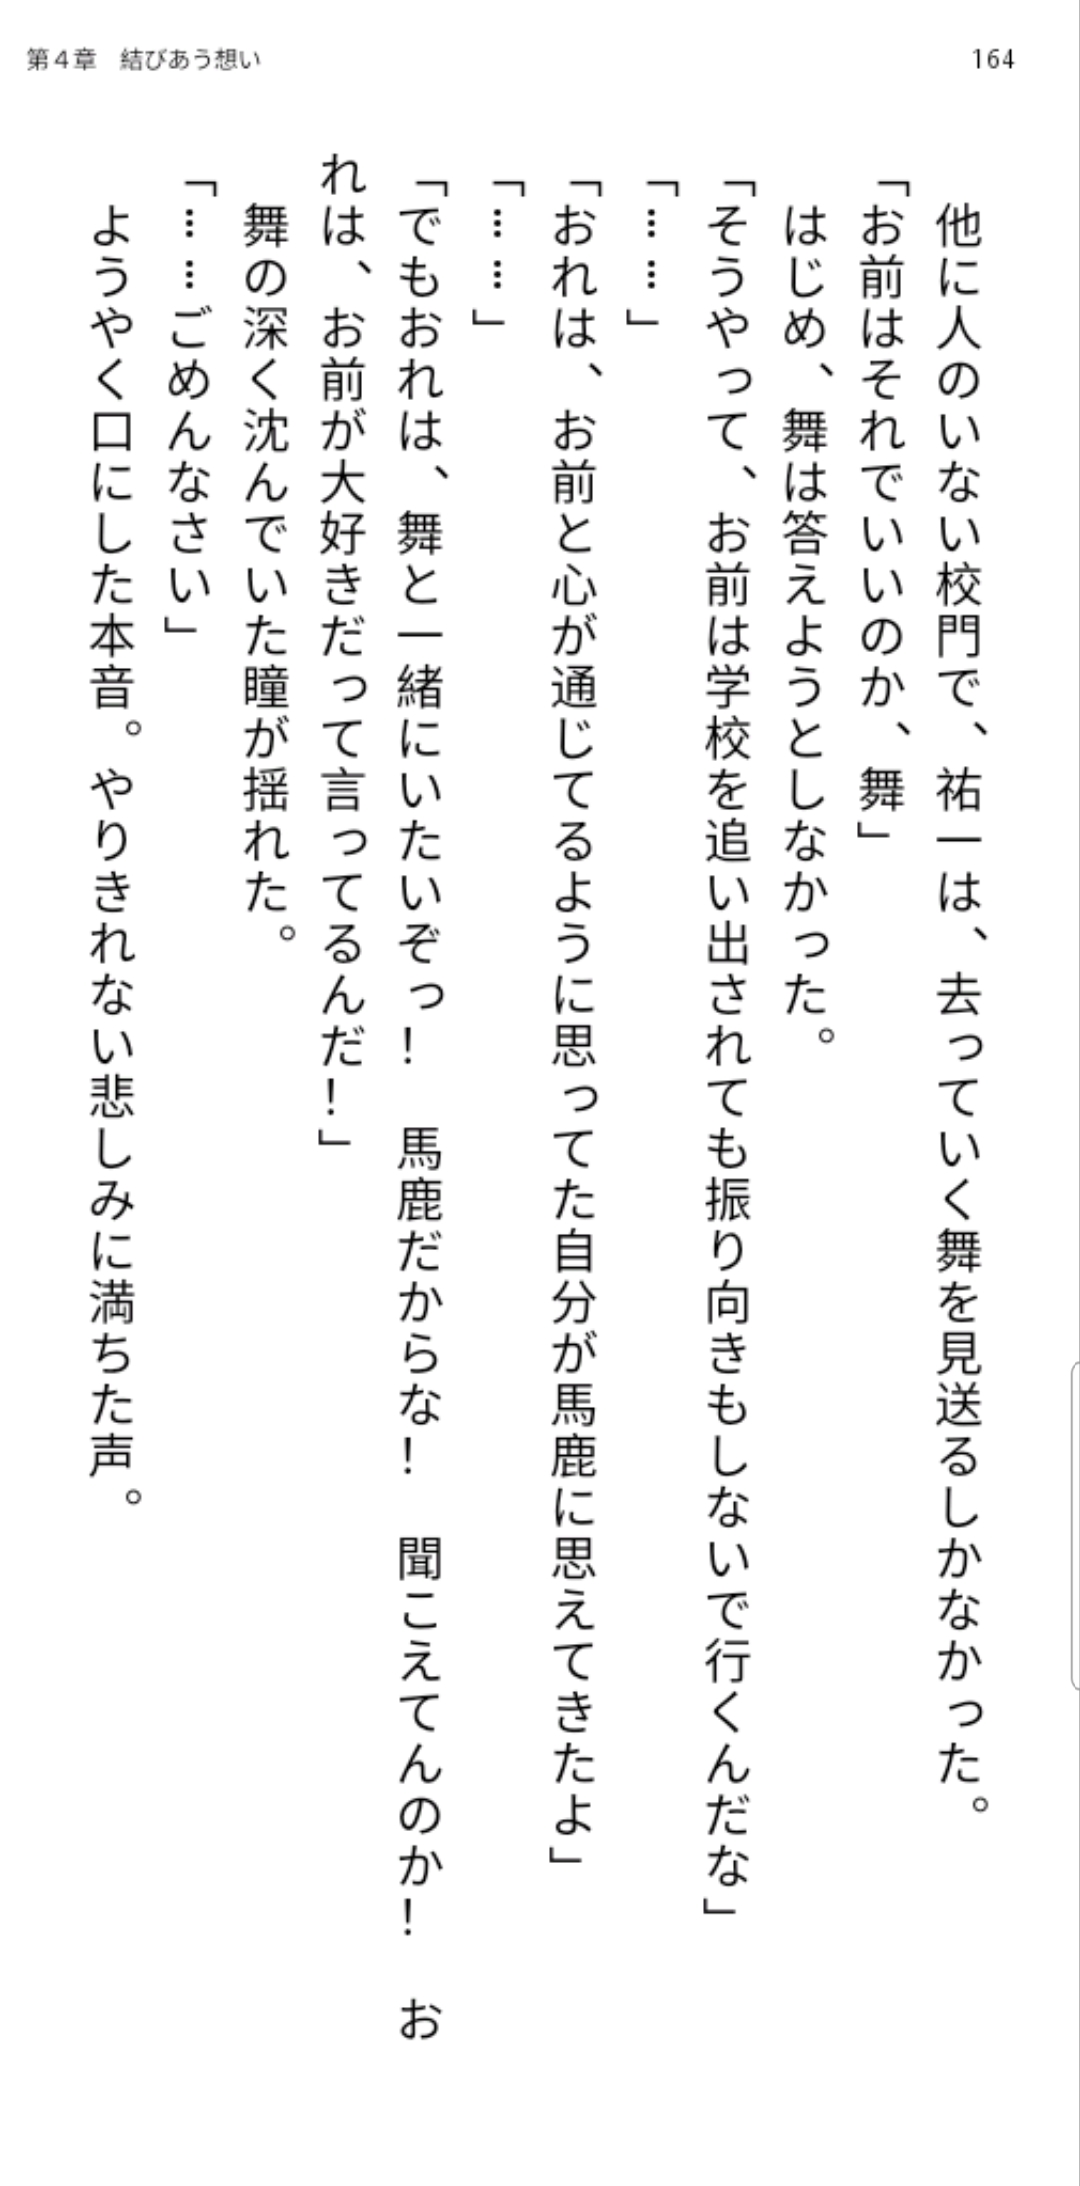 第４章　結びあう想い
164
　他に人のいない校門で、祐一は、去っていく舞を見送るしかなかった。
「お前はそれでいいのか、舞」
　はじめ、舞は答えようとしなかった。
「そうやって、お前は学校を追い出されても振り向きもしないで行くんだな」
「……」
「おれは、お前と心が通じてるように思ってた自分が馬鹿に思えてきたよ」
「……」
「でもおれは、舞と一緒にいたいぞっ！　馬鹿だからな！　聞こえてんのか！　お
れは、お前が大好きだって言ってるんだ！」
　舞の深く沈んでいた瞳が揺れた。
「……ごめんなさい」
　ようやく口にした本音。やりきれない悲しみに満ちた声。